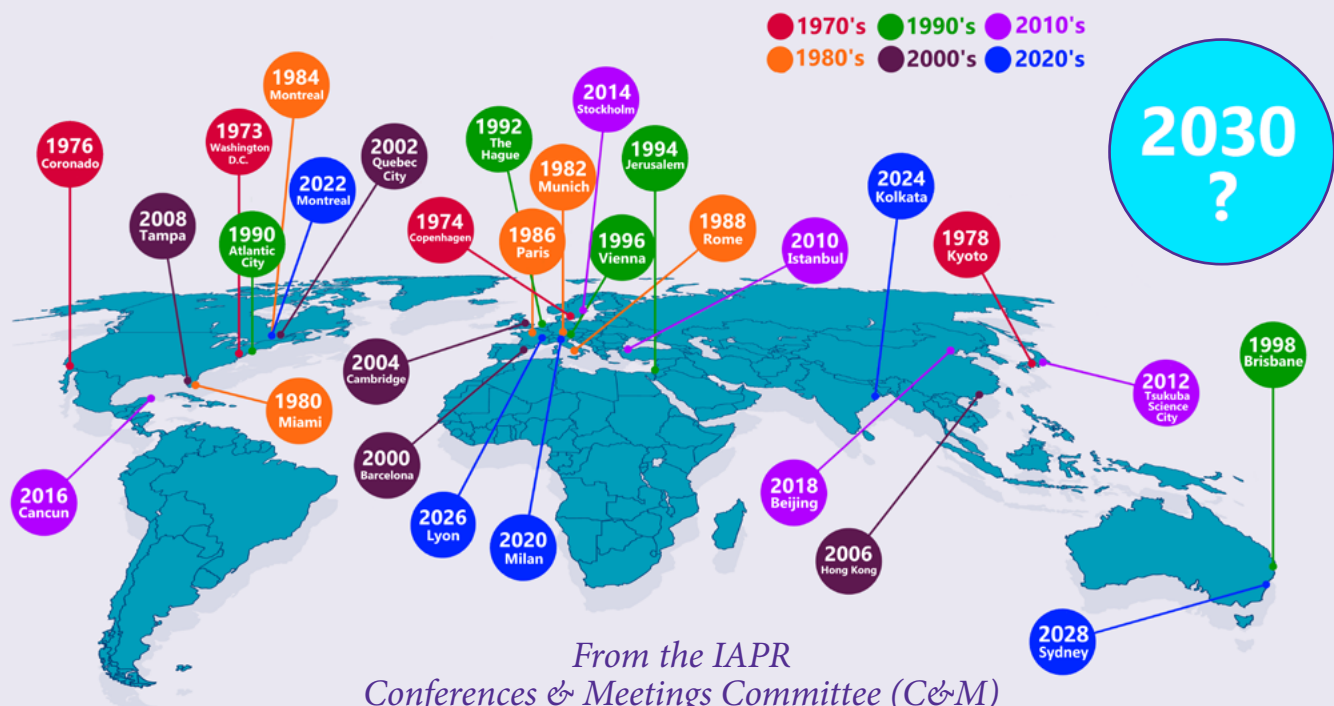 1970's 1990's 2010's
1980's 2000's 2020's
2030
?
1984
Montreal
1976
Coronado
1973
Washington
D.C.
2002
Quebec
City
2022
Montreal
2008
Tampa
1990
Atlantic
City
1992
The
Hague
2014
Stockholm
1982
Munich
1994
Jerusalem
1974
Copenhagen
1986
Paris
1996
Vienna
1988
Rome
2010
Istanbul
2024
Kolkata
1978
Kyoto
1998
Brisbane
2004
Cambridge
2012
Tsukuba
Science
City
1980
Miami
2000
Barcelona
2016
Cancun
2018
Beijing
2026
Lyon
2020
Milan
2006
Hong Kong
2028
Sydney
From the IAPR
Conferences & Meetings Committee (C&M)